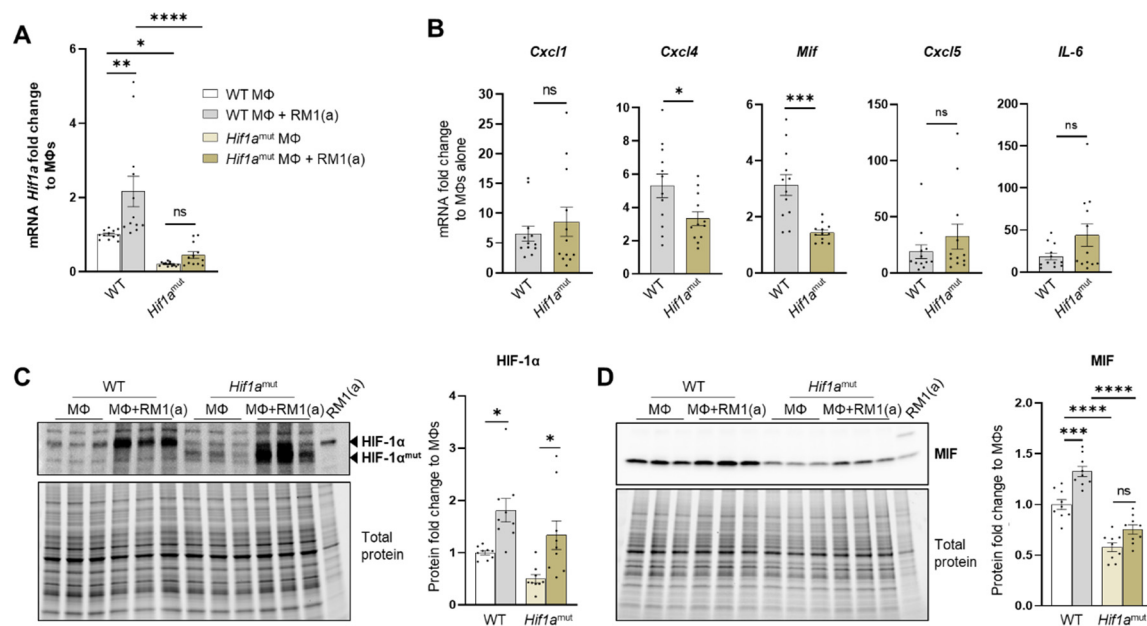 A
mRNA Hif1a fold change
to MΦs
6
4
2
0
****
*
**
ns
WT
Hif1a^mut
WT MΦ
WT MΦ + RM1(a)
Hif1a^mut MΦ
Hif1a^mut MΦ + RM1(a)
B
mRNA fold change
to MΦs alone
Cxcl1
30
25
20
15
10
5
0
ns
WT
Hif1a^mut
Cxcl4
10
8
6
4
2
0
*
WT
Hif1a^mut
Mif
6
4
2
0
***
WT
Hif1a^mut
Cxcl5
150
100
50
0
ns
WT
Hif1a^mut
IL-6
200
150
100
50
0
ns
WT
Hif1a^mut
C
WT
Hif1a^mut
MΦ
MΦ+RM1(a)
MΦ
MΦ+RM1(a)
RM1(a)
HIF-1α
HIF-1α^mut
Total
protein
HIF-1α
Protein fold change to MΦs
4
3
2
1
0
*
*
WT
Hif1a^mut
D
WT
Hif1a^mut
MΦ
MΦ+RM1(a)
MΦ
MΦ+RM1(a)
RM1(a)
MIF
Total
protein
MIF
Protein fold change to MΦs
2.0
1.5
1.0
0.5
0.0
****
****
***
ns
WT
Hif1a^mut